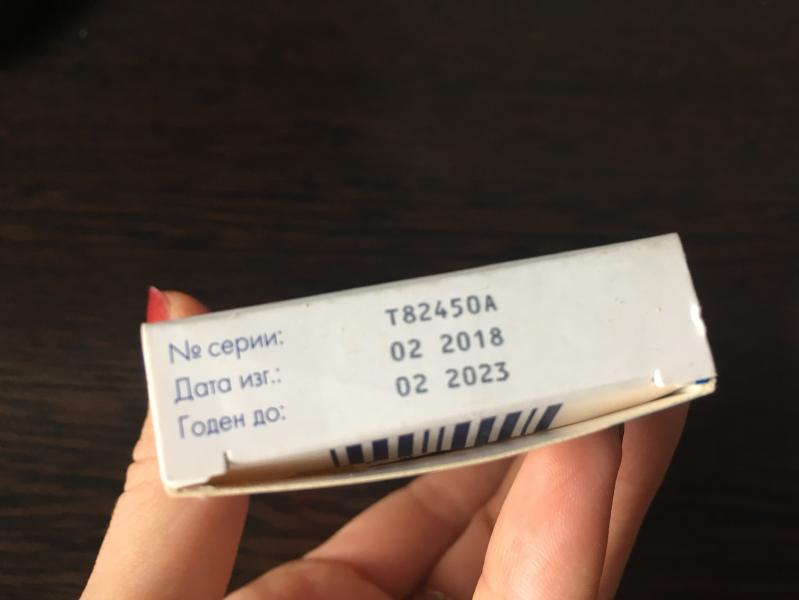 № серии: T82450A
Дата изг.: 02 2018
Годен до: 02 2023